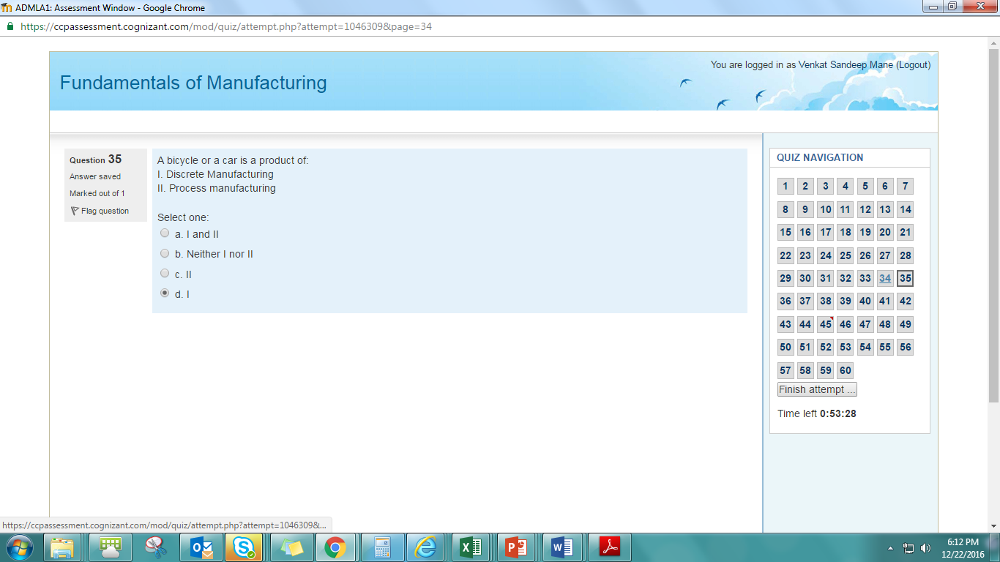 ADMLA1: Assessment Window - Google Chrome
https://ccpassessment.cognizant.com/mod/quiz/attempt.php?attempt=1046309&page=34
You are logged in as Venkat Sandeep Mane (Logout)
Fundamentals of Manufacturing
Question 35
Answer saved
Marked out of 1
Flag question
A bicycle or a car is a product of:
I. Discrete Manufacturing
II. Process manufacturing
Select one:
a. I and II
b. Neither I nor II
c. II
d. I
QUIZ NAVIGATION
1 2 3 4 5 6 7
8 9 10 11 12 13 14
15 16 17 18 19 20 21
22 23 24 25 26 27 28
29 30 31 32 33 34 35
36 37 38 39 40 41 42
43 44 45 46 47 48 49
50 51 52 53 54 55 56
57 58 59 60
Finish attempt ...
Time left 0:53:28
https://ccpassessment.cognizant.com/mod/quiz/attempt.php?attempt=1046309&...
6:12 PM
12/22/2016